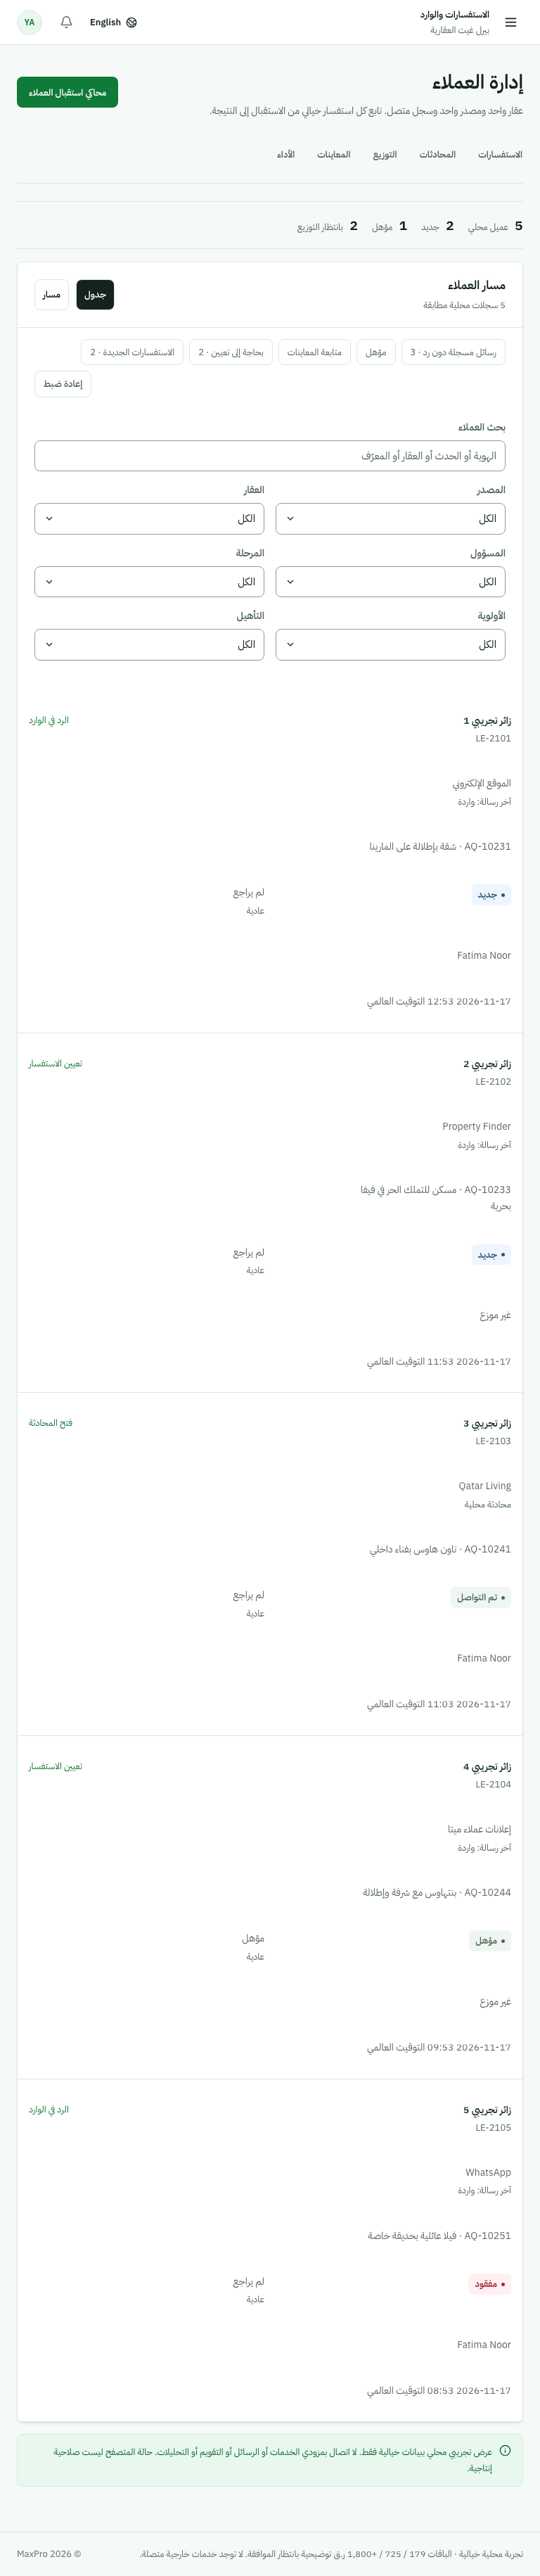 الاستفسارات والوارد
بيرل غيت العقارية
English
YA
إدارة العملاء
عقار واحد ومصدر واحد وسجل متصل. تابع كل استفسار خيالي من الاستقبال إلى النتيجة.
محاكي استقبال العملاء
الاستفسارات المحادثات التوزيع المعاينات الأداء
5 عميل محلي 2 جديد 1 مؤهل 2 بانتظار التوزيع
مسار العملاء
5 سجلات محلية مطابقة
جدول مسار
رسائل مسجلة دون رد · 3 مؤهل متابعة المعاينات بحاجة إلى تعيين · 2 الاستفسارات الجديدة · 2
إعادة ضبط
بحث العملاء
الهوية أو الحدث أو العقار أو المعرّف
المصدر العقار
الكل الكل
المسؤول المرحلة
الكل الكل
الأولوية التأهيل
الكل الكل
زائر تجريبي 1 الرد في الوارد
LE-2101
الموقع الإلكتروني
آخر رسالة: واردة
AQ-10231 · شقة بإطلالة على المارينا
جديد لم يراجع
عادية
Fatima Noor
2026-11-17 12:53 التوقيت العالمي
زائر تجريبي 2 تعيين الاستفسار
LE-2102
Property Finder
آخر رسالة: واردة
AQ-10233 · مسكن للتملك الحر في فيفا
بحرية
جديد لم يراجع
عادية
غير موزع
2026-11-17 11:53 التوقيت العالمي
زائر تجريبي 3 فتح المحادثة
LE-2103
Qatar Living
محادثة محلية
AQ-10241 · تاون هاوس بفناء داخلي
تم التواصل لم يراجع
عادية
Fatima Noor
2026-11-17 11:03 التوقيت العالمي
زائر تجريبي 4 تعيين الاستفسار
LE-2104
إعلانات عملاء ميتا
آخر رسالة: واردة
AQ-10244 · بنتهاوس مع شرفة وإطلالة
مؤهل مؤهل
عادية
غير موزع
2026-11-17 09:53 التوقيت العالمي
زائر تجريبي 5 الرد في الوارد
LE-2105
WhatsApp
آخر رسالة: واردة
AQ-10251 · فيلا عائلية بحديقة خاصة
مفقود لم يراجع
عادية
Fatima Noor
2026-11-17 08:53 التوقيت العالمي
عرض تجريبي محلي ببيانات خيالية فقط. لا اتصال بمزودي الخدمات أو الرسائل أو التقويم أو التحليلات. حالة المتصفح ليست صلاحية
إنتاجية.
تجربة محلية خيالية · الباقات 179 / 725 / +1,800 ر.ق توضيحية بانتظار الموافقة. لا توجد خدمات خارجية متصلة.
© 2026 MaxPro